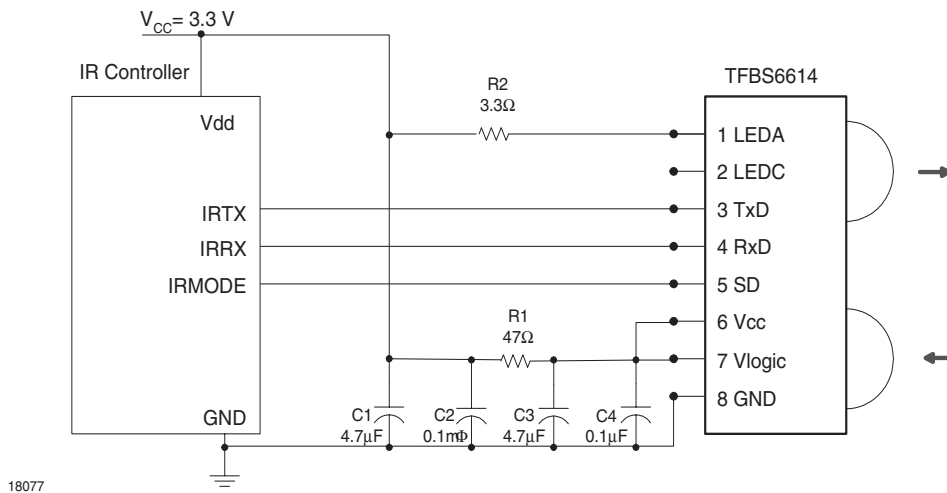 V_CC= 3.3 V
IR Controller
Vdd
IRTX
IRRX
IRMODE
GND
R2
3.3Ω
R1
47Ω
C1
4.7μF
C2
0.1mΦ
C3
4.7μF
C4
0.1μF
TFBS6614
1 LEDA
2 LEDC
3 TxD
4 RxD
5 SD
6 Vcc
7 Vlogic
8 GND
18077